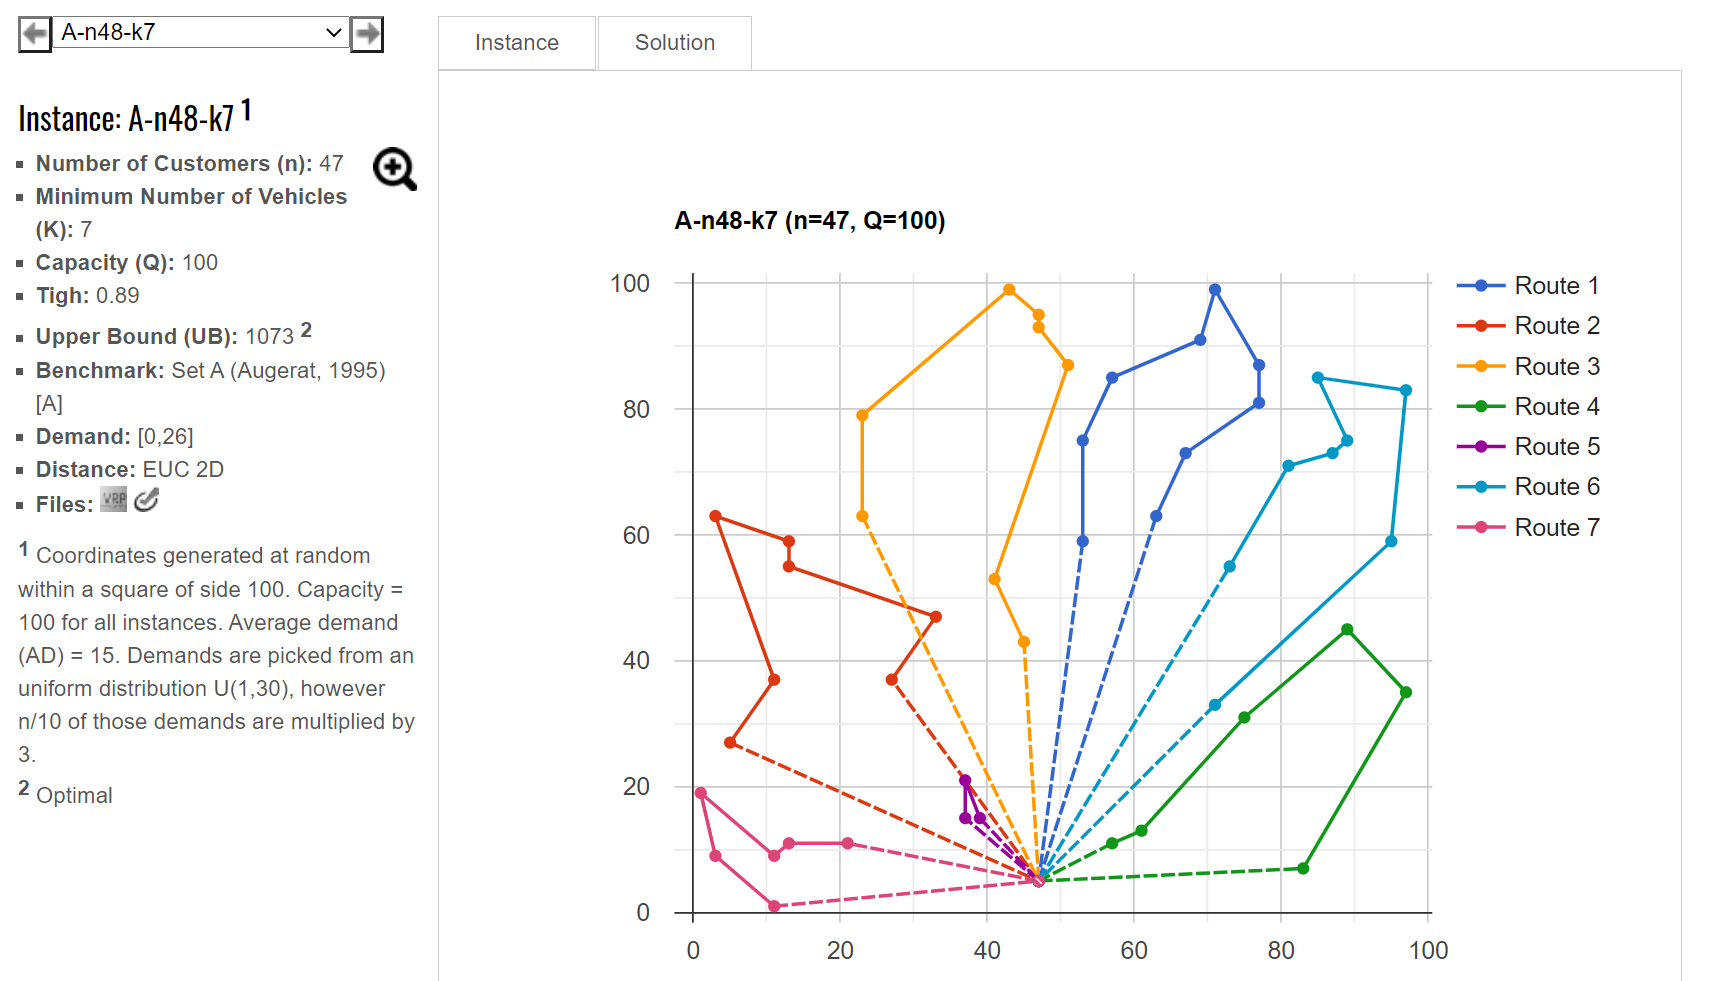 A-n48-k7
Instance
Solution
Instance: A-n48-k7 1
Number of Customers (n): 47
Minimum Number of Vehicles
(K): 7
Capacity (Q): 100
Tigh: 0.89
Upper Bound (UB): 1073 2
Benchmark: Set A (Augerat, 1995)
[A]
Demand: [0,26]
Distance: EUC 2D
Files: VRP
1 Coordinates generated at random
within a square of side 100. Capacity =
100 for all instances. Average demand
(AD) = 15. Demands are picked from an
uniform distribution U(1,30), however
n/10 of those demands are multiplied by
3.
2 Optimal
A-n48-k7 (n=47, Q=100)
100
80
60
40
20
0
0 20 40 60 80 100
Route 1
Route 2
Route 3
Route 4
Route 5
Route 6
Route 7